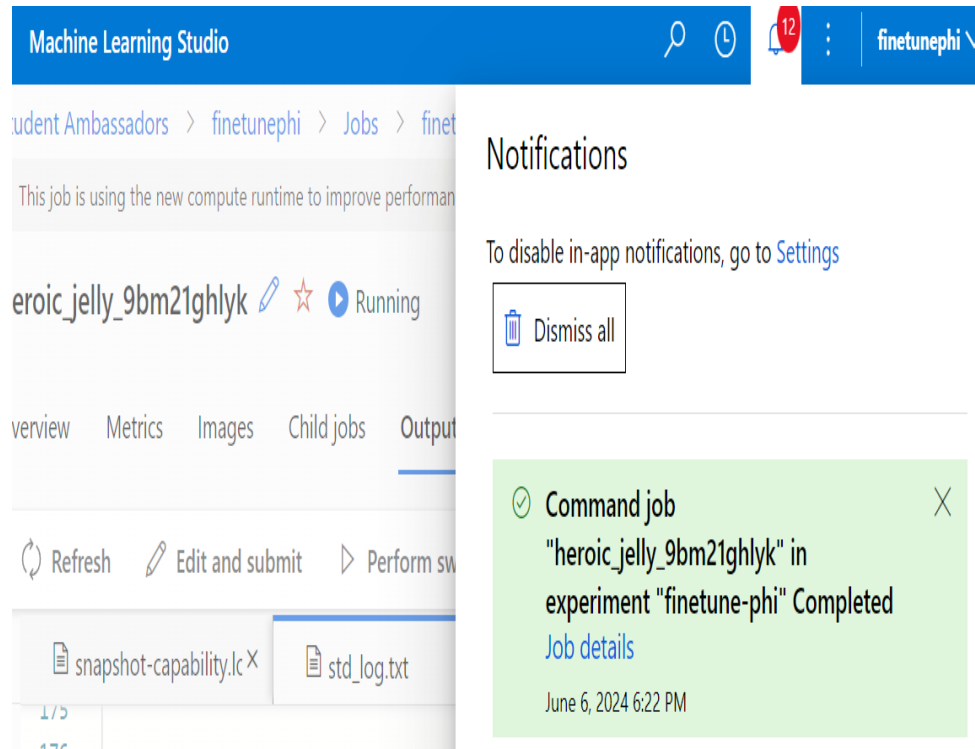 Machine Learning Studio
12
finetunephi
udent Ambassadors > finetunephi > Jobs > finet
This job is using the new compute runtime to improve performan
eroic_jelly_9bm21ghlyk Running
verview Metrics Images Child jobs Output
Refresh Edit and submit Perform sw
snapshot-capability.lc std_log.txt
175
176
Notifications
To disable in-app notifications, go to Settings
Dismiss all
Command job
"heroic_jelly_9bm21ghlyk" in
experiment "finetune-phi" Completed
Job details
June 6, 2024 6:22 PM